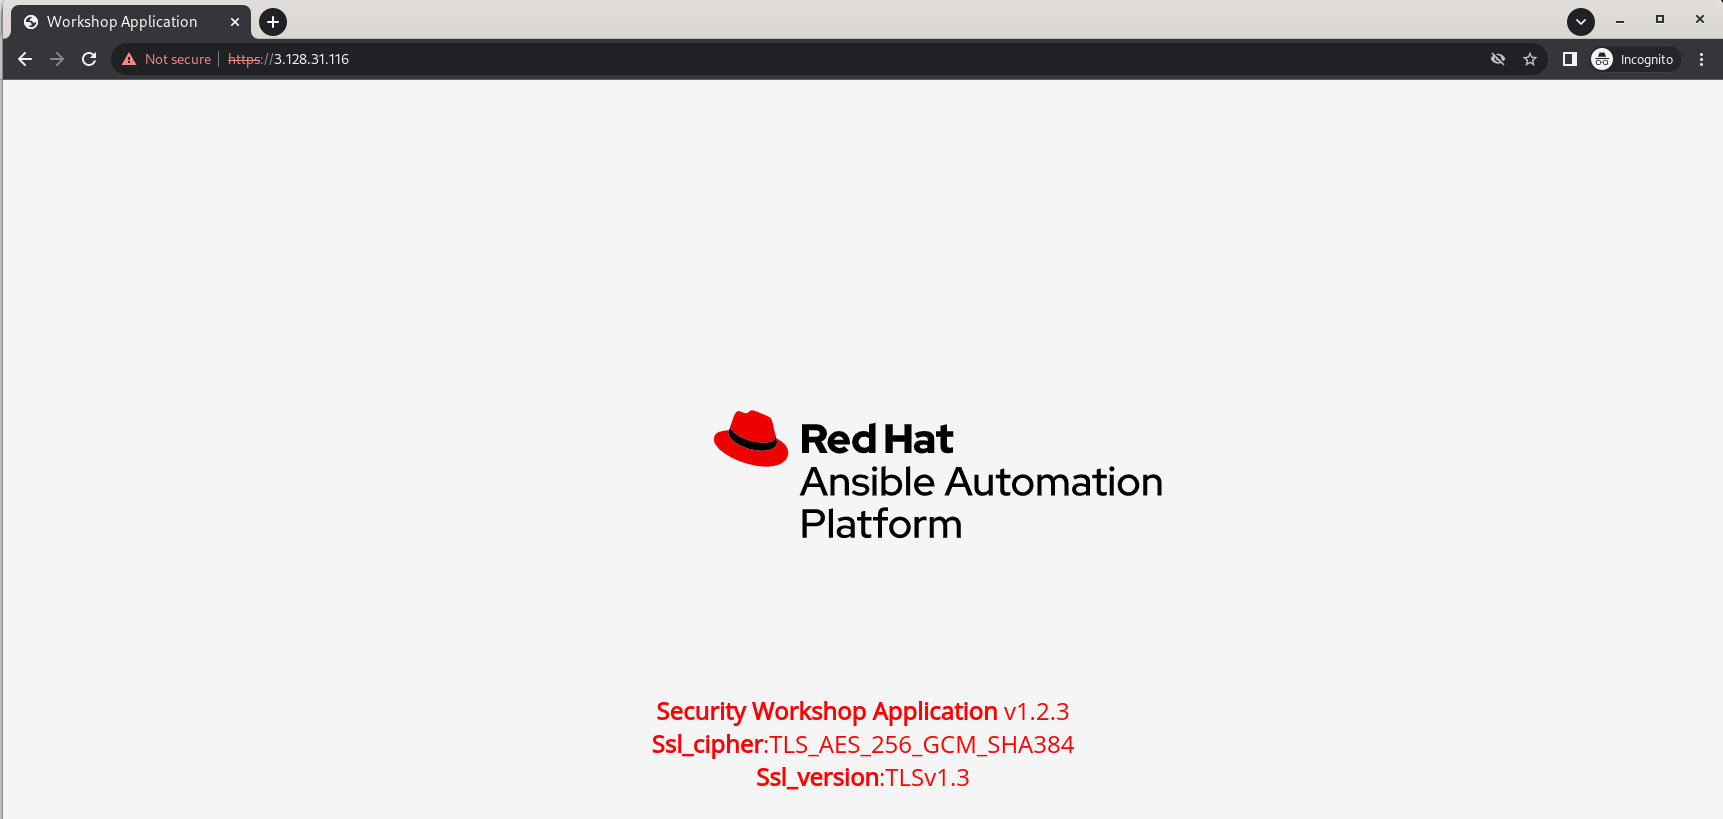 Workshop Application
Not secure https://3.128.31.116 Incognito
Red Hat
Ansible Automation
Platform
Security Workshop Application v1.2.3
Ssl_cipher:TLS_AES_256_GCM_SHA384
Ssl_version:TLSv1.3